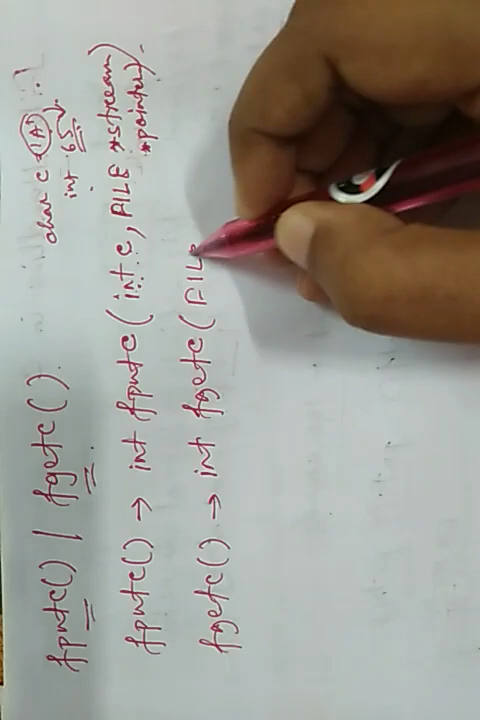 fputc() | fgetc().
char c 'A'
int 65
fputc() → int fputc( int c, FILE *stream)
*pointer).
fgetc() → int fgetc( FIL